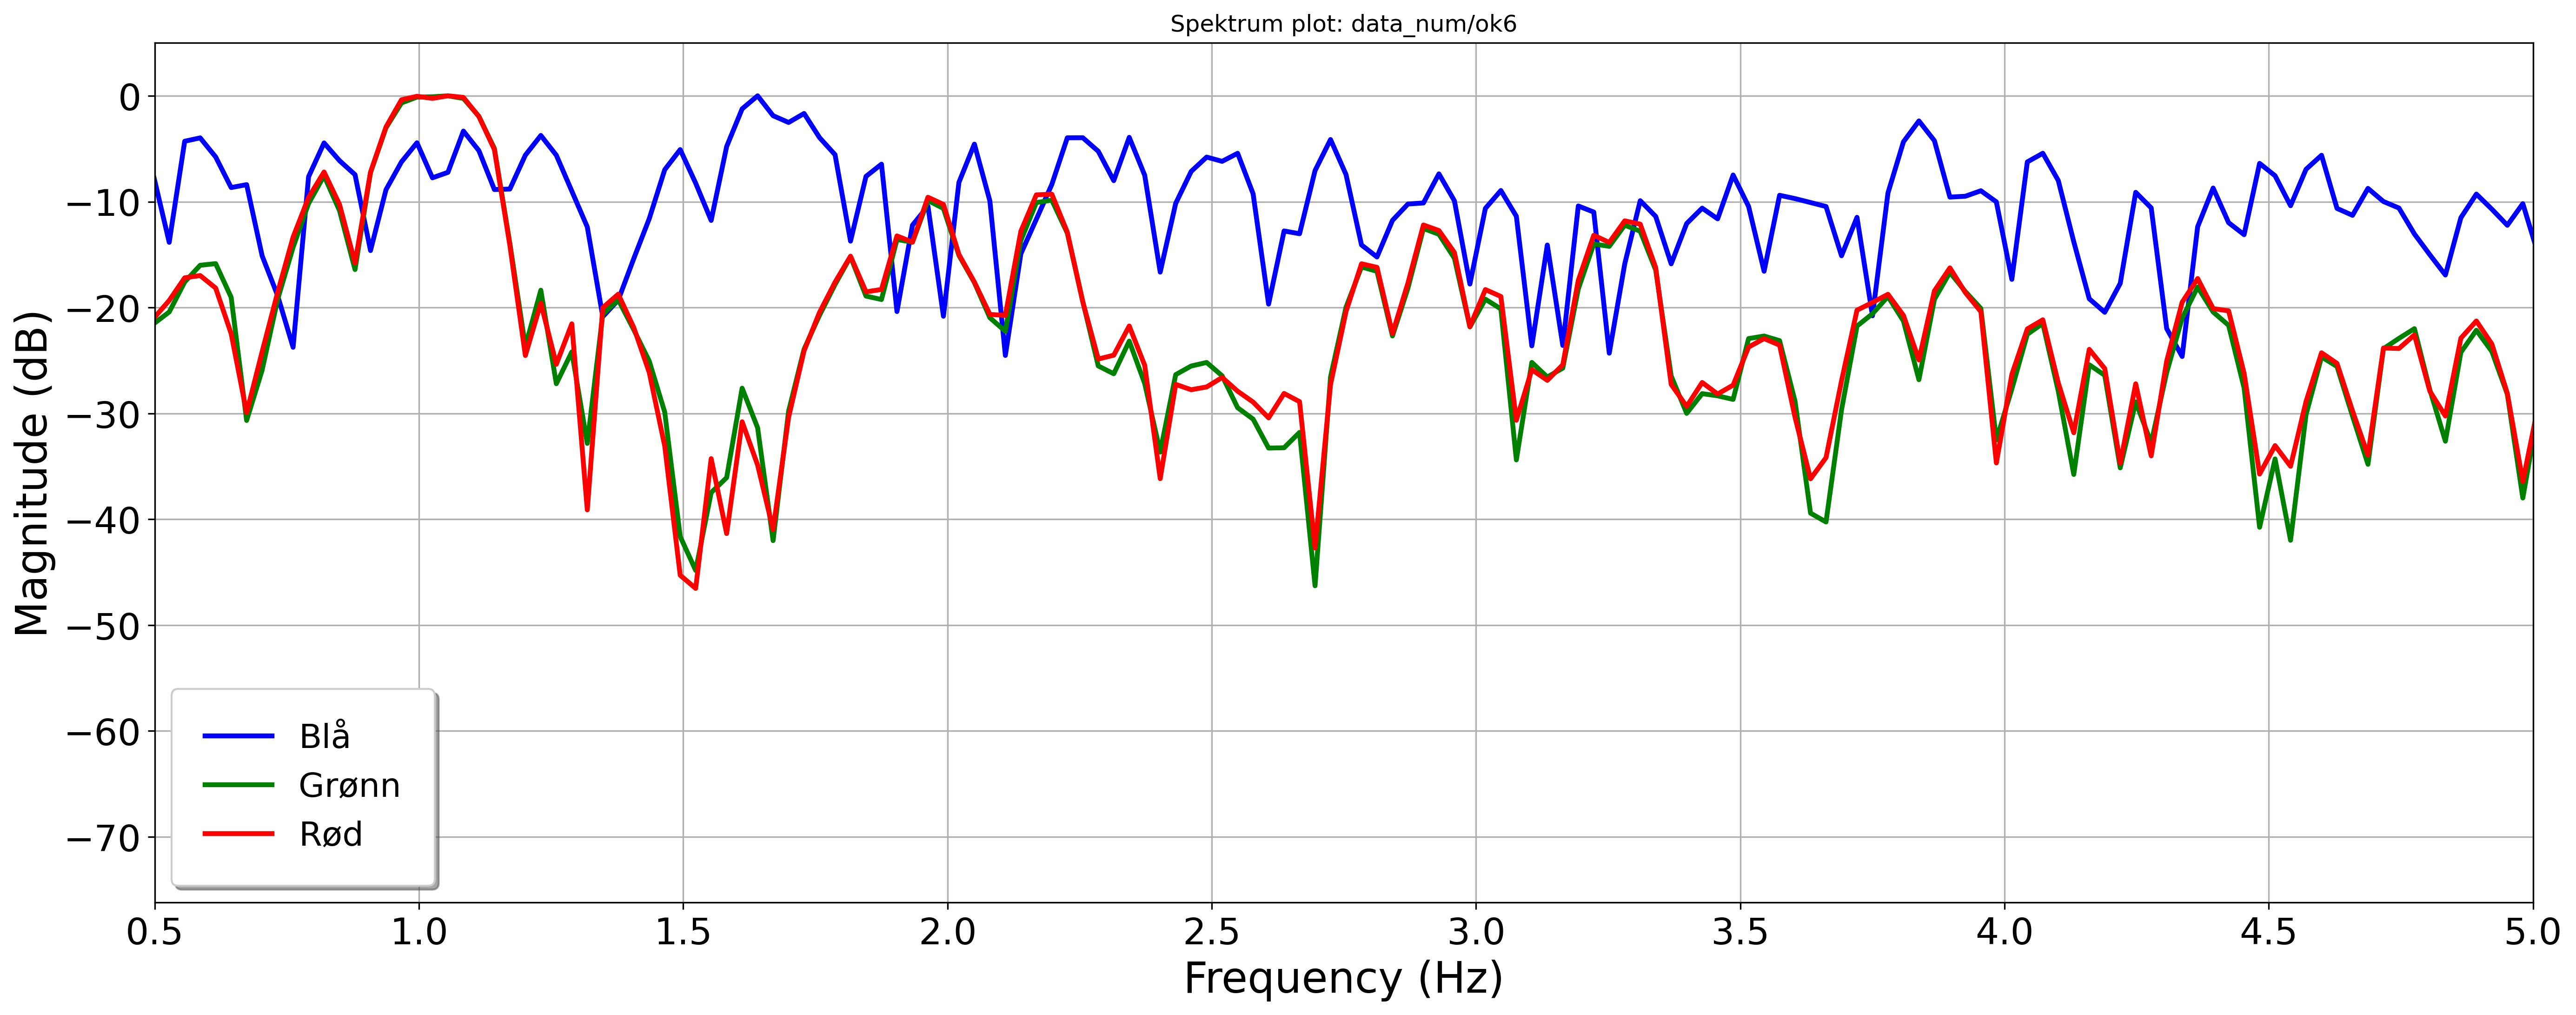 Spektrum plot: data_num/ok6
Magnitude (dB)
0
−10
−20
−30
−40
−50
−60
−70
Blå
Grønn
Rød
0.5 1.0 1.5 2.0 2.5 3.0 3.5 4.0 4.5 5.0
Frequency (Hz)